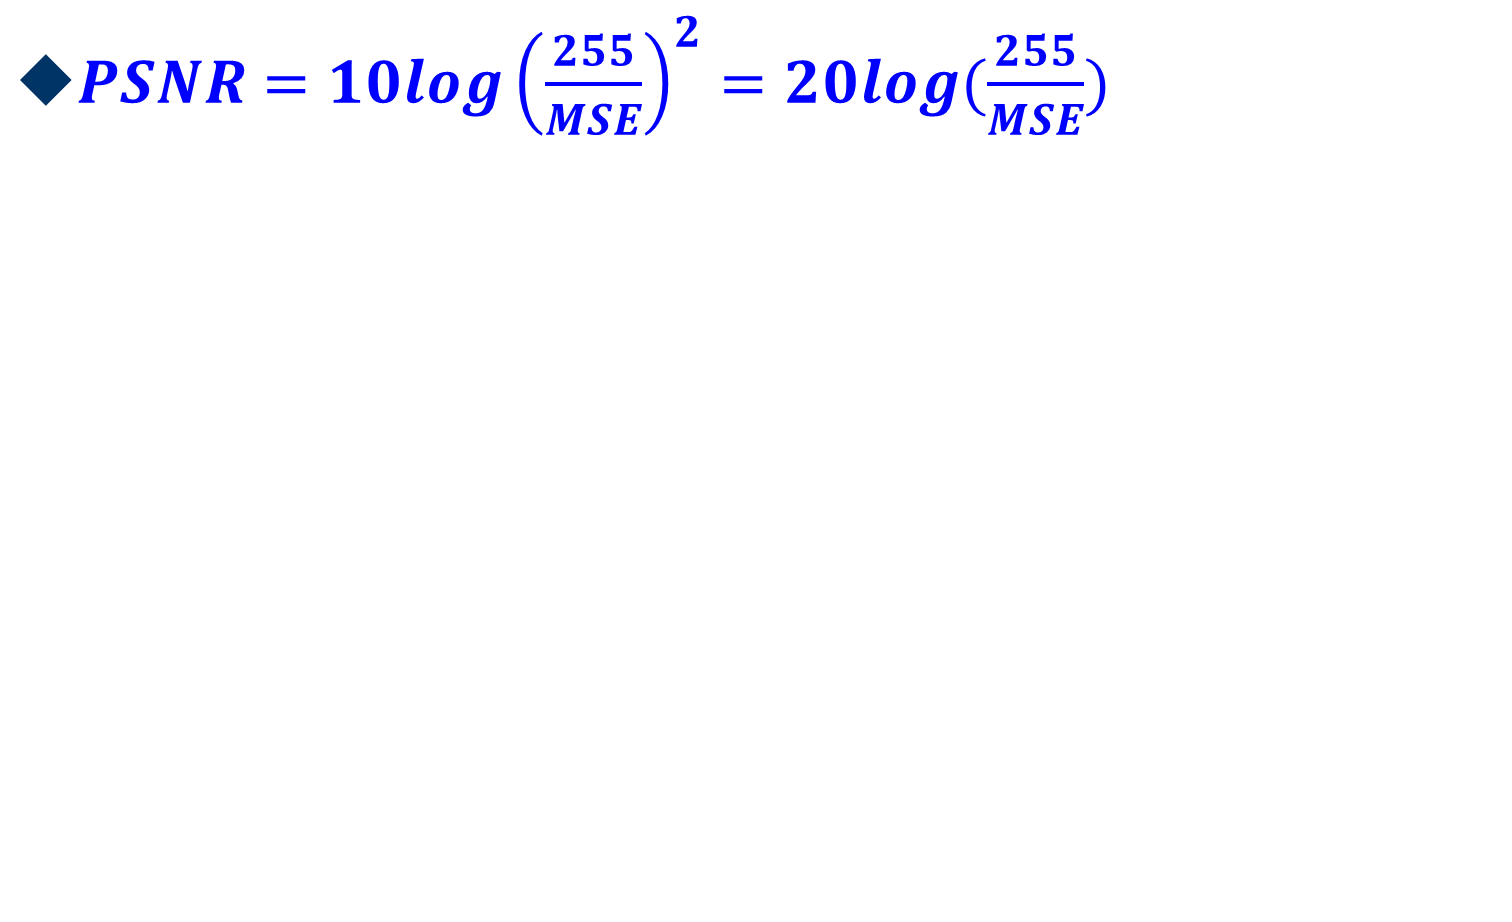 ◆PSNR = 10log (255/MSE)² = 20log(255/MSE)